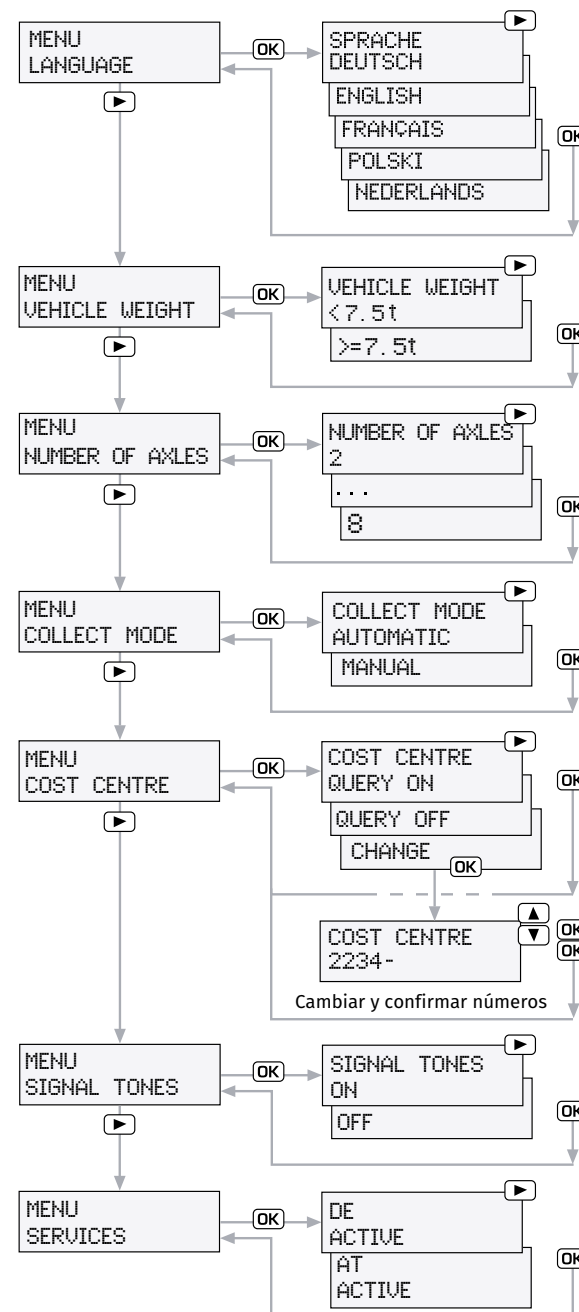 MENU
LANGUAGE
OK
SPRACHE
DEUTSCH
ENGLISH
FRANÇAIS
POLSKI
NEDERLANDS
OK
MENU
VEHICLE WEIGHT
OK
VEHICLE WEIGHT
<7.5t
>=7.5t
OK
MENU
NUMBER OF AXLES
OK
NUMBER OF AXLES
2
...
8
OK
MENU
COLLECT MODE
OK
COLLECT MODE
AUTOMATIC
MANUAL
OK
MENU
COST CENTRE
OK
COST CENTRE
QUERY ON
QUERY OFF
CHANGE
OK
OK
COST CENTRE
2234-
OK
OK
Cambiar y confirmar números
MENU
SIGNAL TONES
OK
SIGNAL TONES
ON
OFF
OK
MENU
SERVICES
OK
DE
ACTIVE
AT
ACTIVE
OK